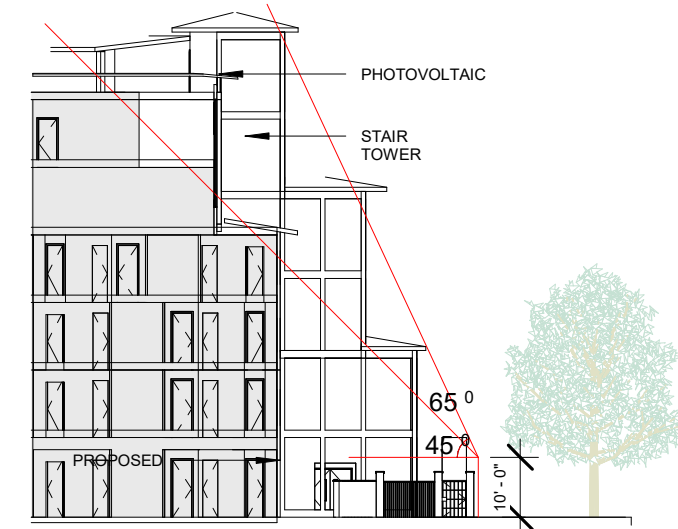 PHOTOVOLTAIC
STAIR
TOWER
65 0
45 0
PROPOSED
10' - 0"